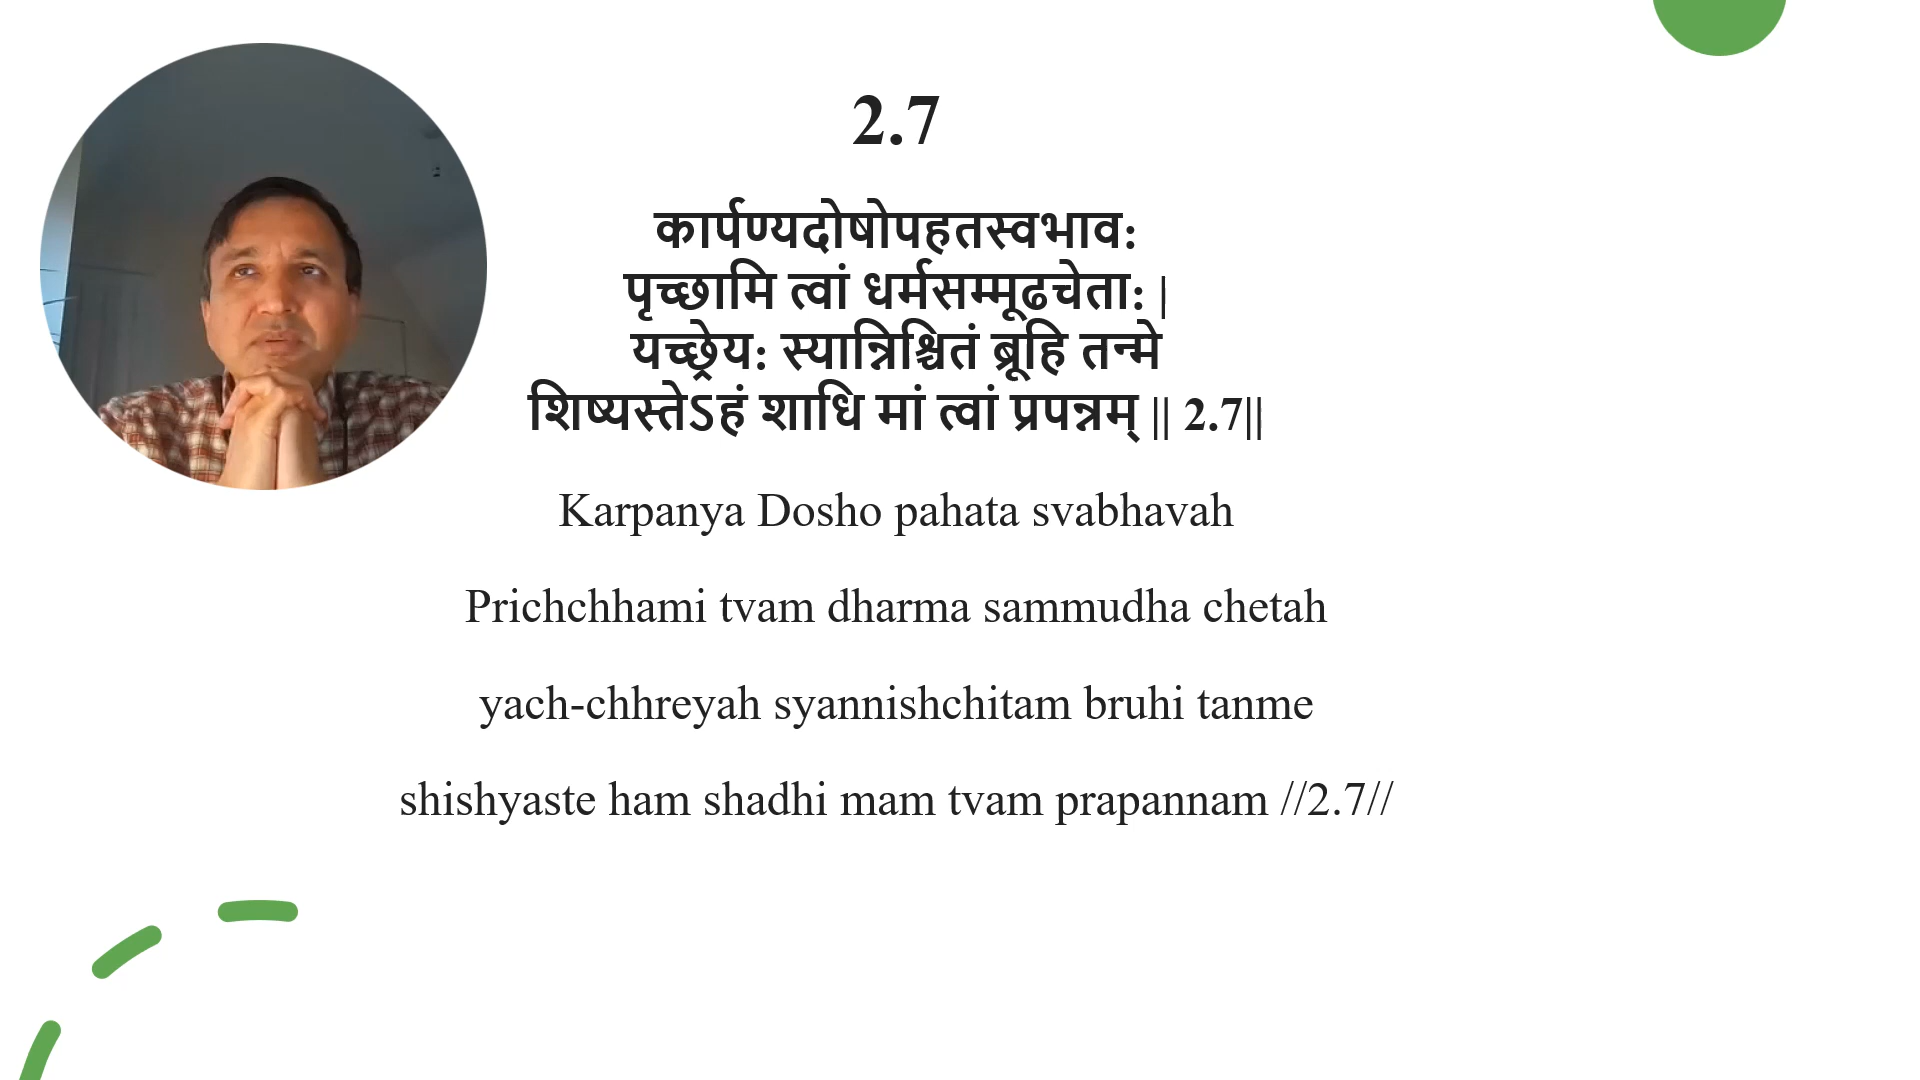 2.7
कार्पण्यदोषोपहतस्वभावः
पृच्छामि त्वां धर्मसम्मूढचेताः |
यच्छ्रेयः स्यान्निश्चितं ब्रूहि तन्मे
शिष्यस्तेऽहं शाधि मां त्वां प्रपन्नम् || 2.7||
Karpanya Dosho pahata svabhavah
Prichchhami tvam dharma sammudha chetah
yach-chhreyah syannishchitam bruhi tanme
shishyaste ham shadhi mam tvam prapannam //2.7//